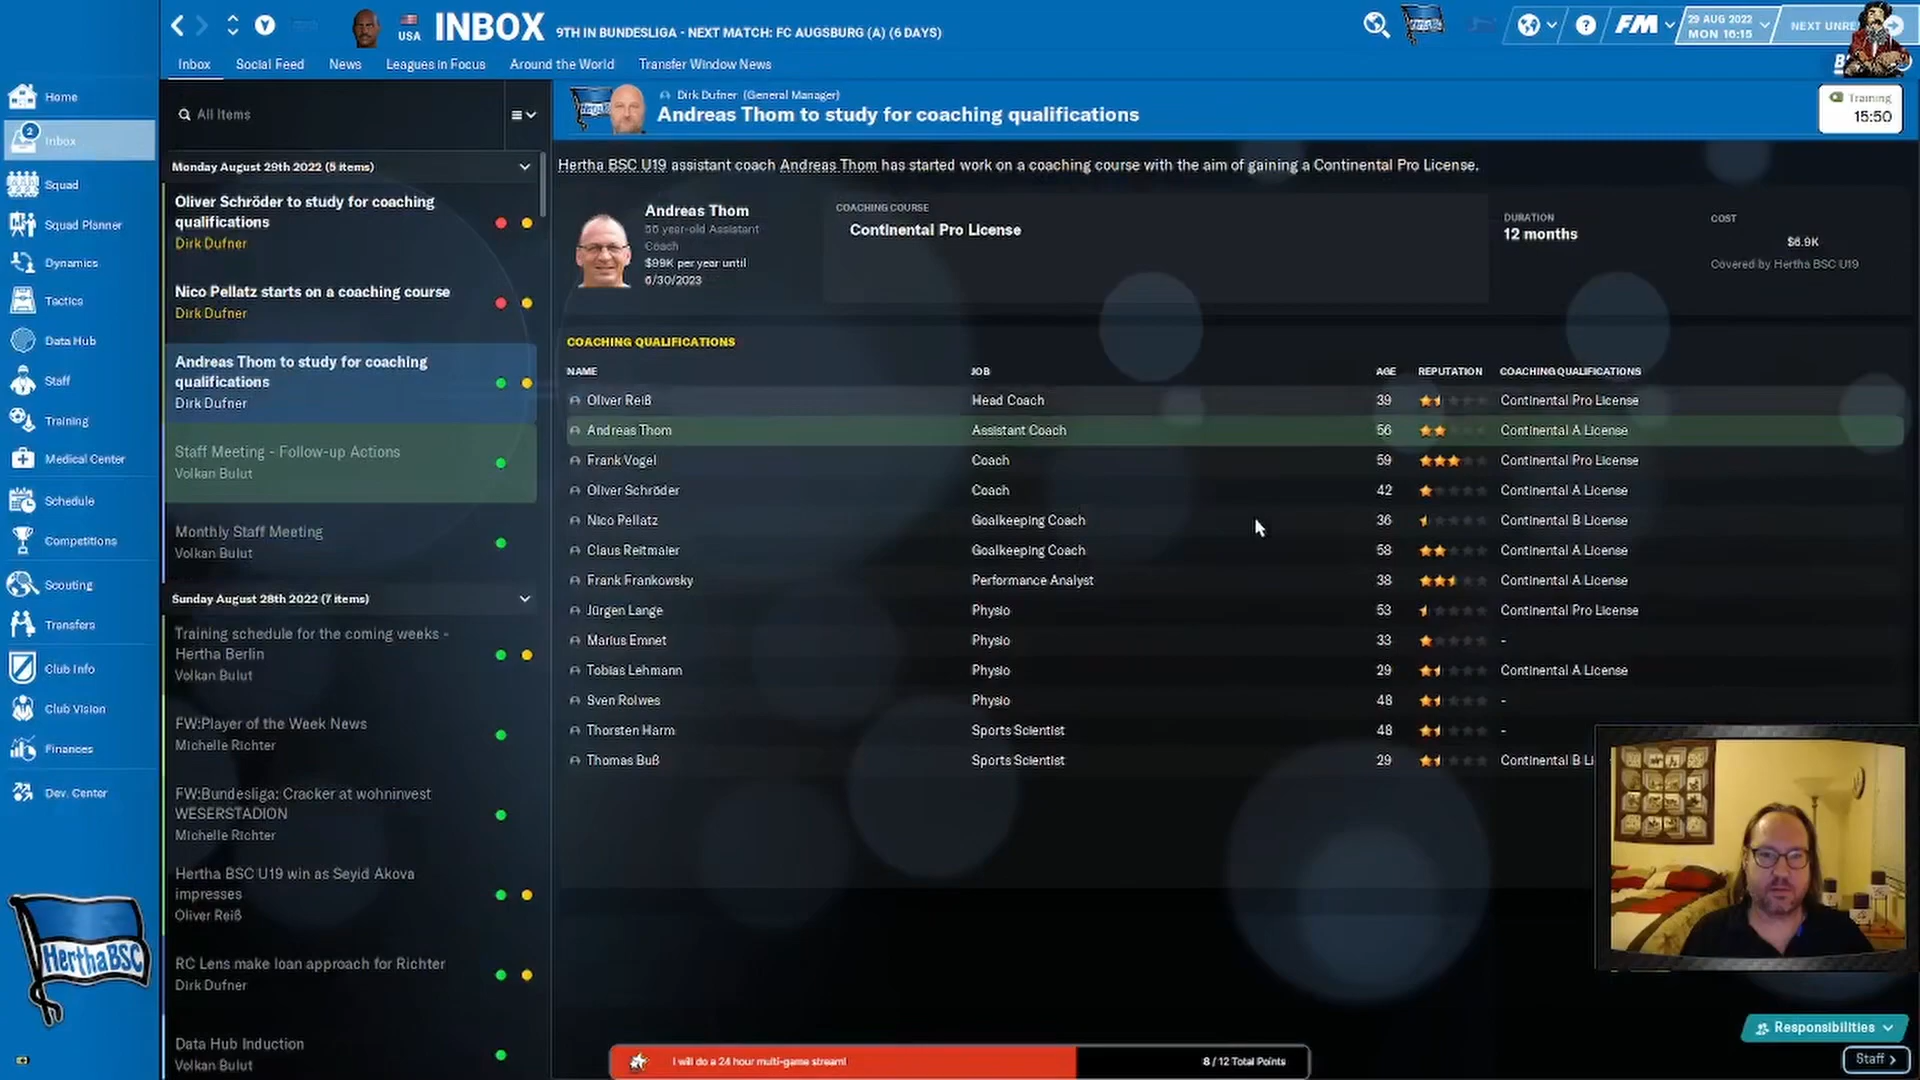 USA
INBOX
9TH IN BUNDESLIGA - NEXT MATCH: FC AUGSBURG (A) (6 DAYS)
FM
29 AUG 2022
MON 16:15
NEXT UNRE
Inbox
Social Feed
News
Leagues in Focus
Around the World
Transfer Window News
Home
2
Inbox
Squad
Squad Planner
Dynamics
Tactics
Data Hub
Staff
Training
Medical Center
Schedule
Competitions
Scouting
Transfers
Club Info
Club Vision
Finances
Dev. Center
Hertha BSC
All Items
Monday August 29th 2022 (5 items)
Oliver Schröder to study for coaching
qualifications
Dirk Dufner
Nico Pellatz starts on a coaching course
Dirk Dufner
Andreas Thom to study for coaching
qualifications
Dirk Dufner
Staff Meeting - Follow-up Actions
Volkan Bulut
Monthly Staff Meeting
Volkan Bulut
Sunday August 28th 2022 (7 items)
Training schedule for the coming weeks -
Hertha Berlin
Volkan Bulut
FW:Player of the Week News
Michelle Richter
FW:Bundesliga: Cracker at wohninvest
WESERSTADION
Michelle Richter
Hertha BSC U19 win as Seyid Akova
impresses
Oliver Reiß
RC Lens make loan approach for Richter
Dirk Dufner
Data Hub Induction
Volkan Bulut
Dirk Dufner (General Manager)
Andreas Thom to study for coaching qualifications
Training
15:50
Hertha BSC U19 assistant coach Andreas Thom has started work on a coaching course with the aim of gaining a Continental Pro License.
Andreas Thom
56 year-old Assistant
Coach
$99K per year until
6/30/2023
COACHING COURSE
Continental Pro License
DURATION
12 months
COST
$6.9K
Covered by Hertha BSC U19
COACHING QUALIFICATIONS
NAME JOB AGE REPUTATION COACHING QUALIFICATIONS
Oliver Reiß Head Coach 39 Continental Pro License
Andreas Thom Assistant Coach 56 Continental A License
Frank Vogel Coach 59 Continental Pro License
Oliver Schröder Coach 42 Continental A License
Nico Pellatz Goalkeeping Coach 36 Continental B License
Claus Reitmaier Goalkeeping Coach 58 Continental A License
Frank Frankowsky Performance Analyst 38 Continental A License
Jürgen Lange Physio 53 Continental Pro License
Marius Emnet Physio 33 -
Tobias Lehmann Physio 29 Continental A License
Sven Rolwes Physio 48 -
Thorsten Harm Sports Scientist 48 -
Thomas Buß Sports Scientist 29 Continental B Li
I will do a 24 hour multi-game stream!
8 / 12 Total Points
Responsibilities
Staff >